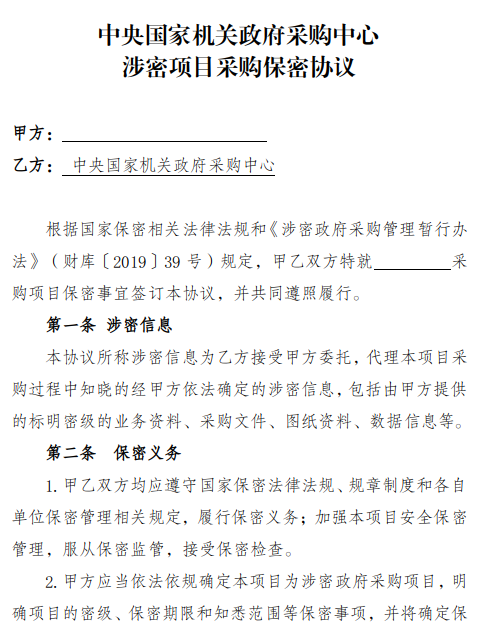 中央国家机关政府采购中心
涉密项目采购保密协议
甲方：
乙方： 中央国家机关政府采购中心
根据国家保密相关法律法规和《涉密政府采购管理暂行办
法》（财库〔2019〕39 号）规定，甲乙双方特就________采
购项目保密事宜签订本协议，并共同遵照履行。
第一条 涉密信息
本协议所称涉密信息为乙方接受甲方委托，代理本项目采
购过程中知晓的经甲方依法确定的涉密信息，包括由甲方提供
的标明密级的业务资料、采购文件、图纸资料、数据信息等。
第二条 保密义务
1.甲乙双方均应遵守国家保密法律法规、规章制度和各自
单位保密管理相关规定，履行保密义务；加强本项目安全保密
管理，服从保密监管，接受保密检查。
2.甲方应当依法依规确定本项目为涉密政府采购项目，明
确项目的密级、保密期限和知悉范围等保密事项，并将确定保